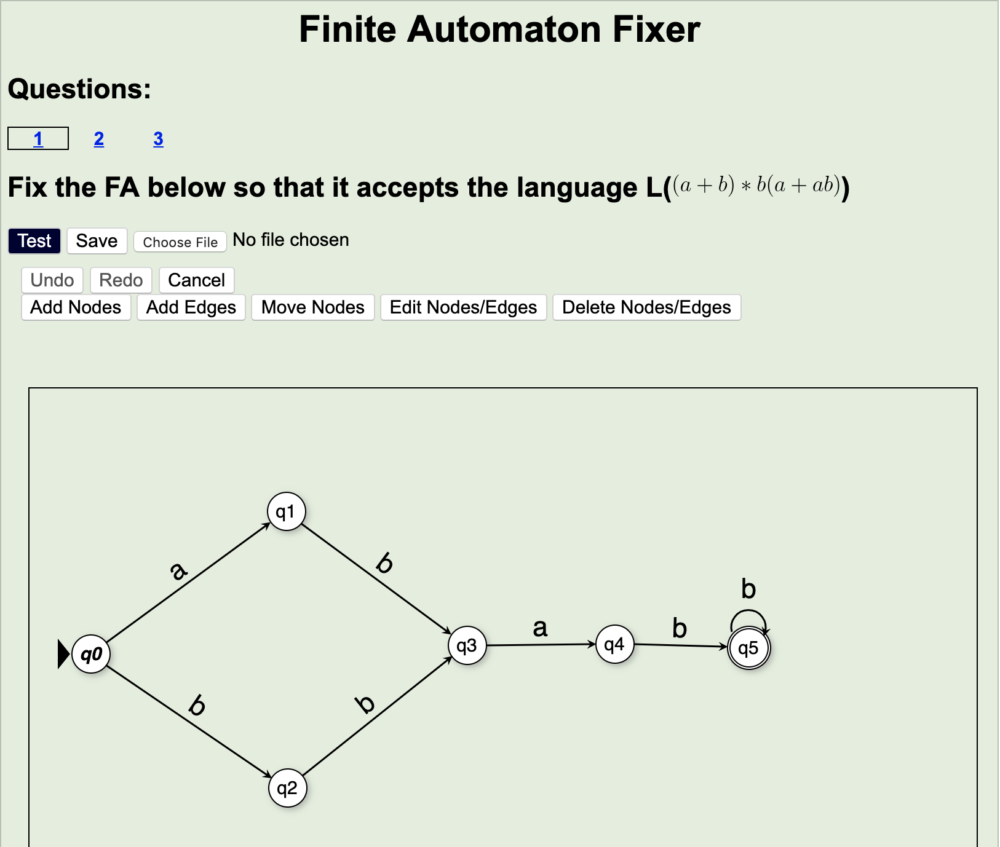 Finite Automaton Fixer
Questions:
1 2 3
Fix the FA below so that it accepts the language L((a + b) ∗ b(a + ab))
Test Save Choose File No file chosen
Undo Redo Cancel
Add Nodes Add Edges Move Nodes Edit Nodes/Edges Delete Nodes/Edges
q1
a
b
b
q0
q3
a
q4
b
q5
b
b
q2